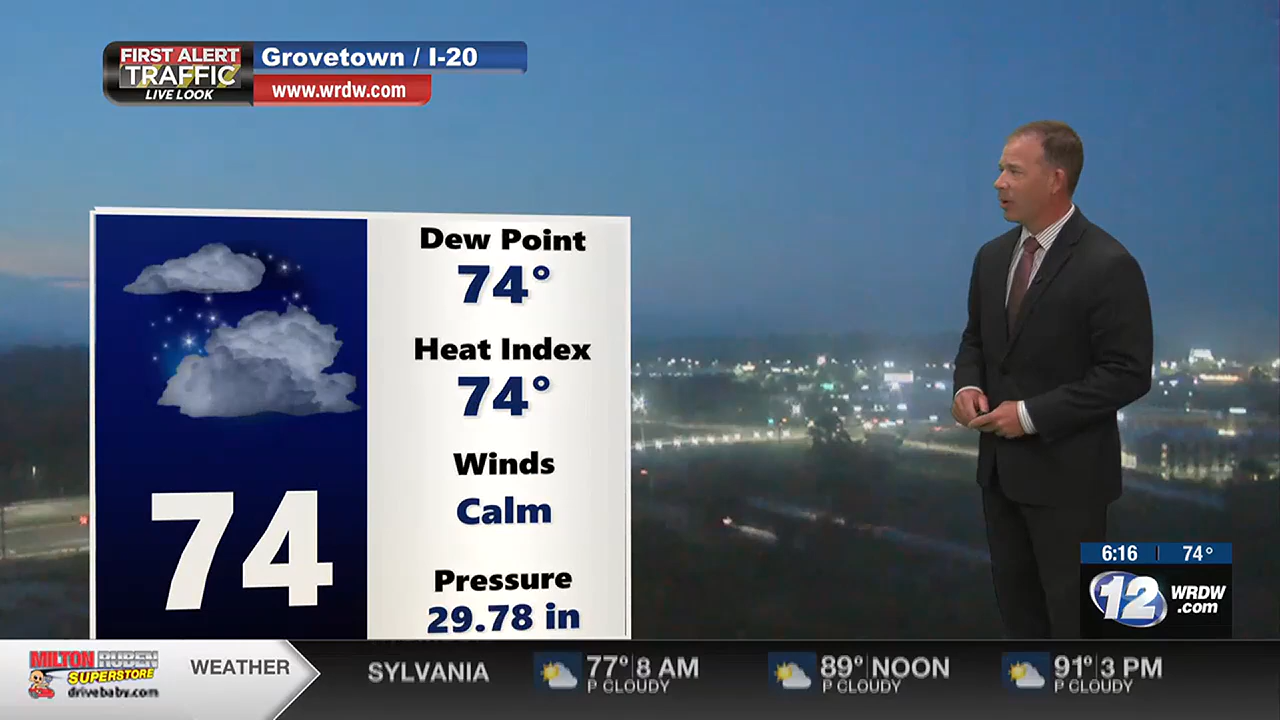 FIRST ALERT
TRAFFIC
LIVE LOOK
Grovetown / I-20
www.wrdw.com
74
Dew Point
74°
Heat Index
74°
Winds
Calm
Pressure
29.78 in
6:16 | 74°
12 WRDW
.com
MILTON RUBEN
SUPERSTORE
drivebaby.com
WEATHER
SYLVANIA
77° 8 AM
P CLOUDY
89° NOON
P CLOUDY
91° 3 PM
P CLOUDY